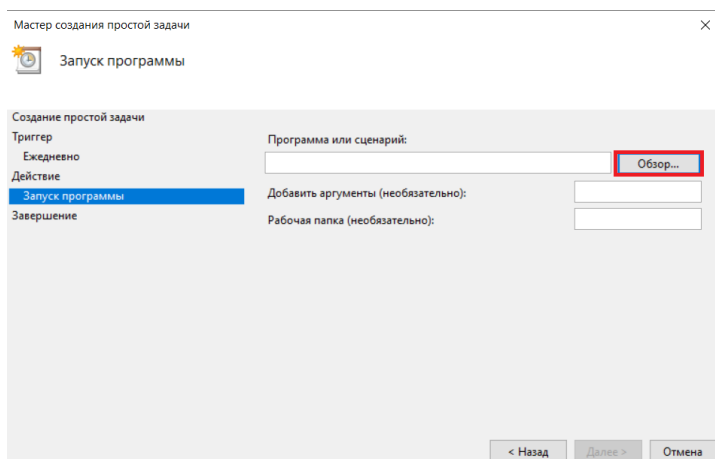 Мастер создания простой задачи
Запуск программы
Создание простой задачи
Триггер
Ежедневно
Действие
Запуск программы
Завершение
Программа или сценарий:
Обзор...
Добавить аргументы (необязательно):
Рабочая папка (необязательно):
< Назад
Далее >
Отмена